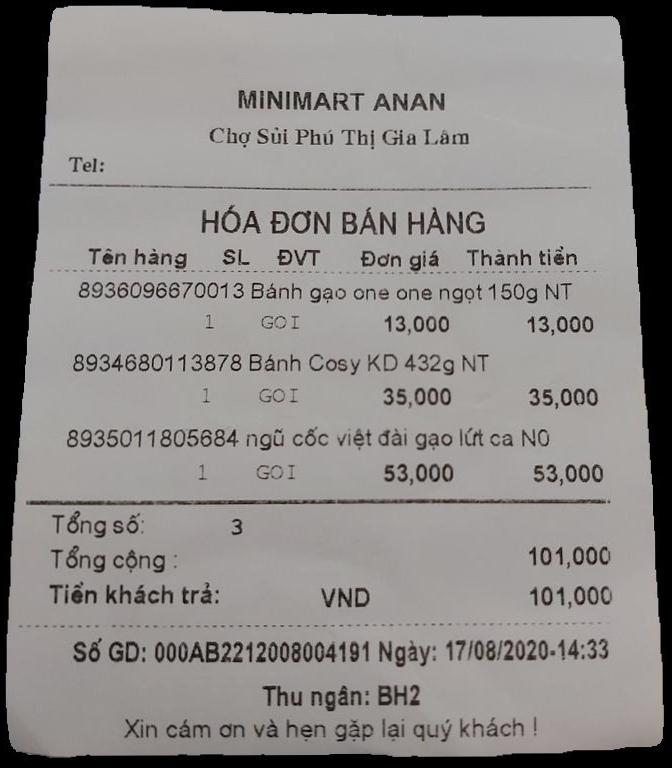 MINIMART ANAN
Chợ Sủi Phú Thị Gia Lâm
Tel:
HÓA ĐƠN BÁN HÀNG
Tên hàng SL ĐVT Đơn giá Thành tiền
8936096670013 Bánh gạo one one ngọt 150g NT
1 GOI 13,000 13,000
8934680113878 Bánh Cosy KD 432g NT
1 GOI 35,000 35,000
8935011805684 ngũ cốc việt đài gạo lứt ca N0
1 GOI 53,000 53,000
Tổng số: 3
Tổng cộng : 101,000
Tiền khách trả: VND 101,000
Số GD: 000AB2212008004191 Ngày: 17/08/2020-14:33
Thu ngân: BH2
Xin cám ơn và hẹn gặp lại quý khách !